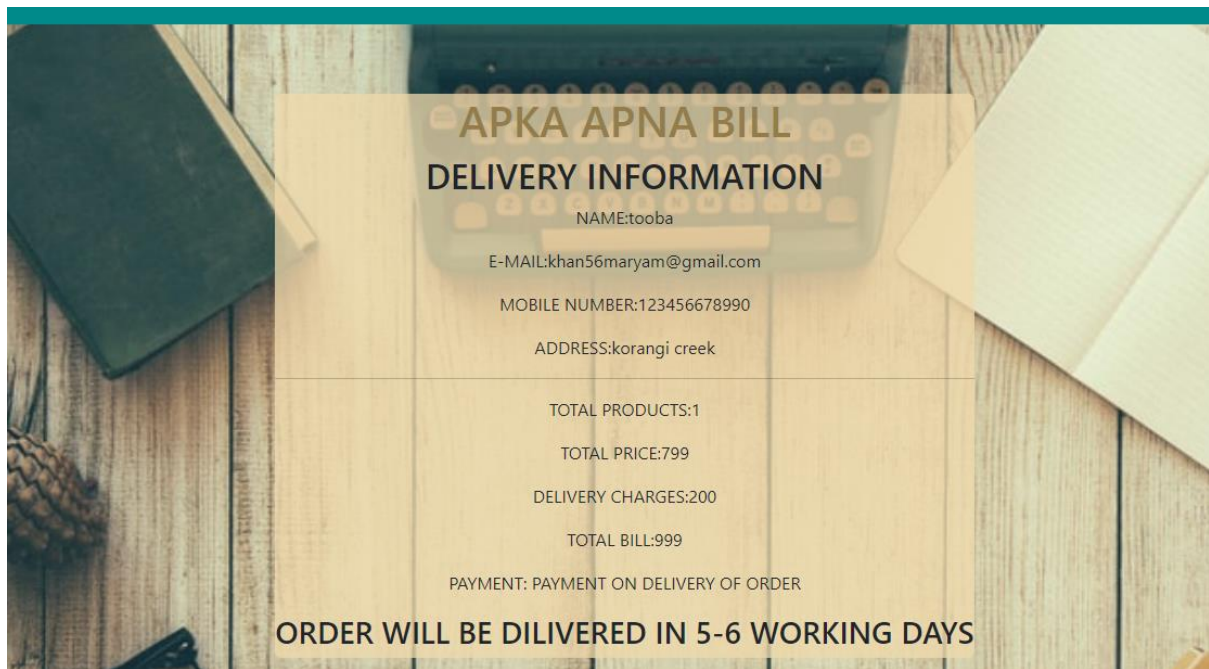 APKA APNA BILL
DELIVERY INFORMATION
NAME:tooba
E-MAIL:khan56maryam@gmail.com
MOBILE NUMBER:123456678990
ADDRESS:korangi creek
TOTAL PRODUCTS:1
TOTAL PRICE:799
DELIVERY CHARGES:200
TOTAL BILL:999
PAYMENT: PAYMENT ON DELIVERY OF ORDER
ORDER WILL BE DILIVERED IN 5-6 WORKING DAYS